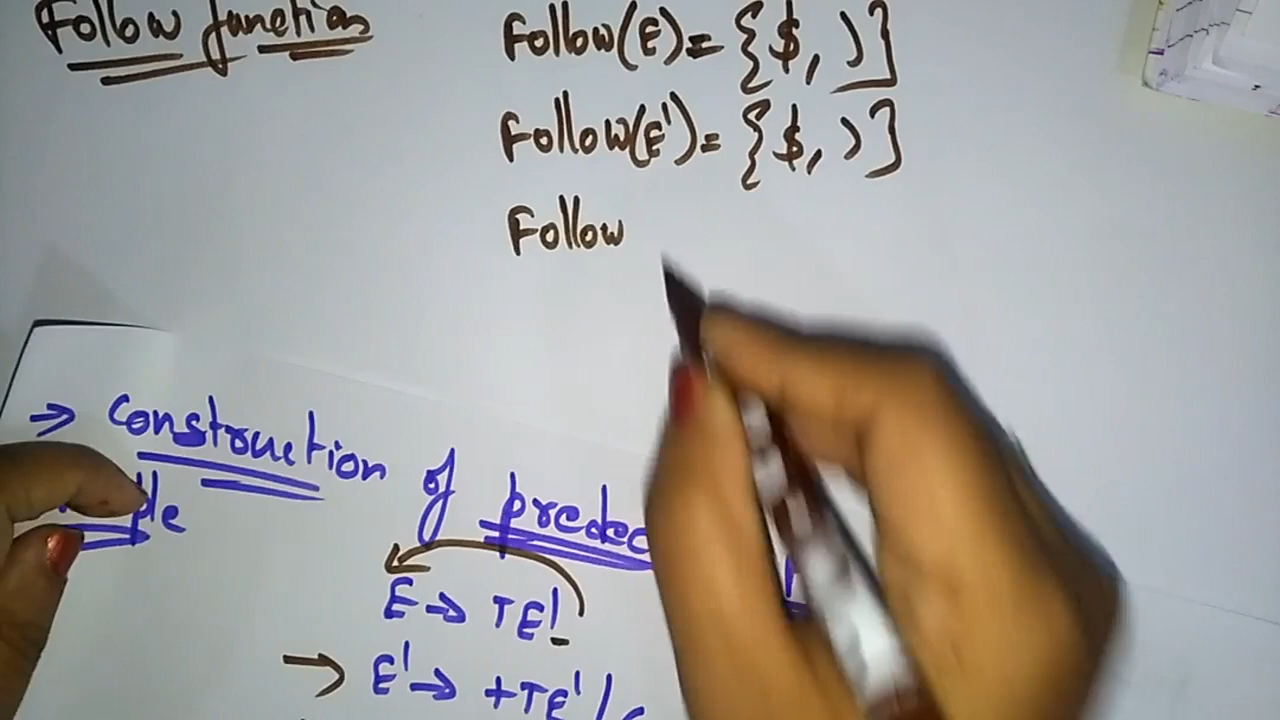 Follow function
Follow(E) = {$, )}
Follow(E') = {$, )}
Follow
→ construction of
E → TE'
→ E' → +TE' /